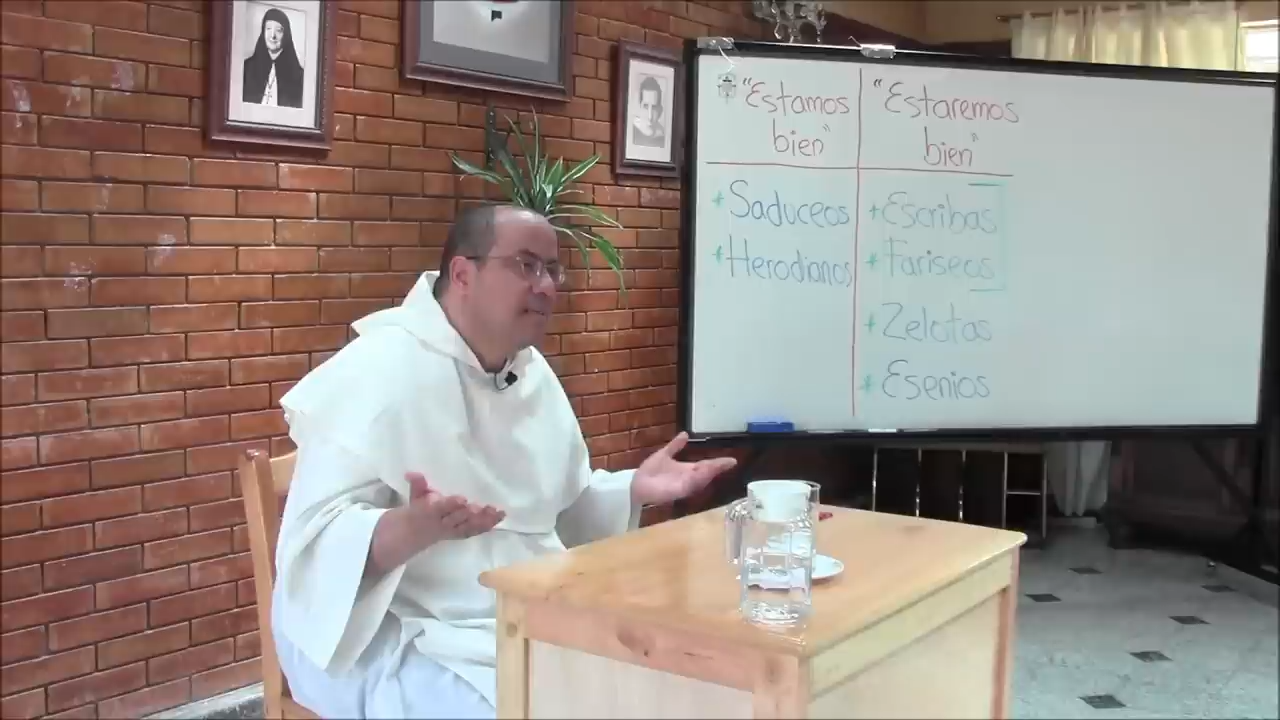 "Estamos
bien"
"Estaremos
bien"
+ Saduceos
+ Herodianos
+ Escribas
+ Fariseos
+ Zelotas
+ Esenios